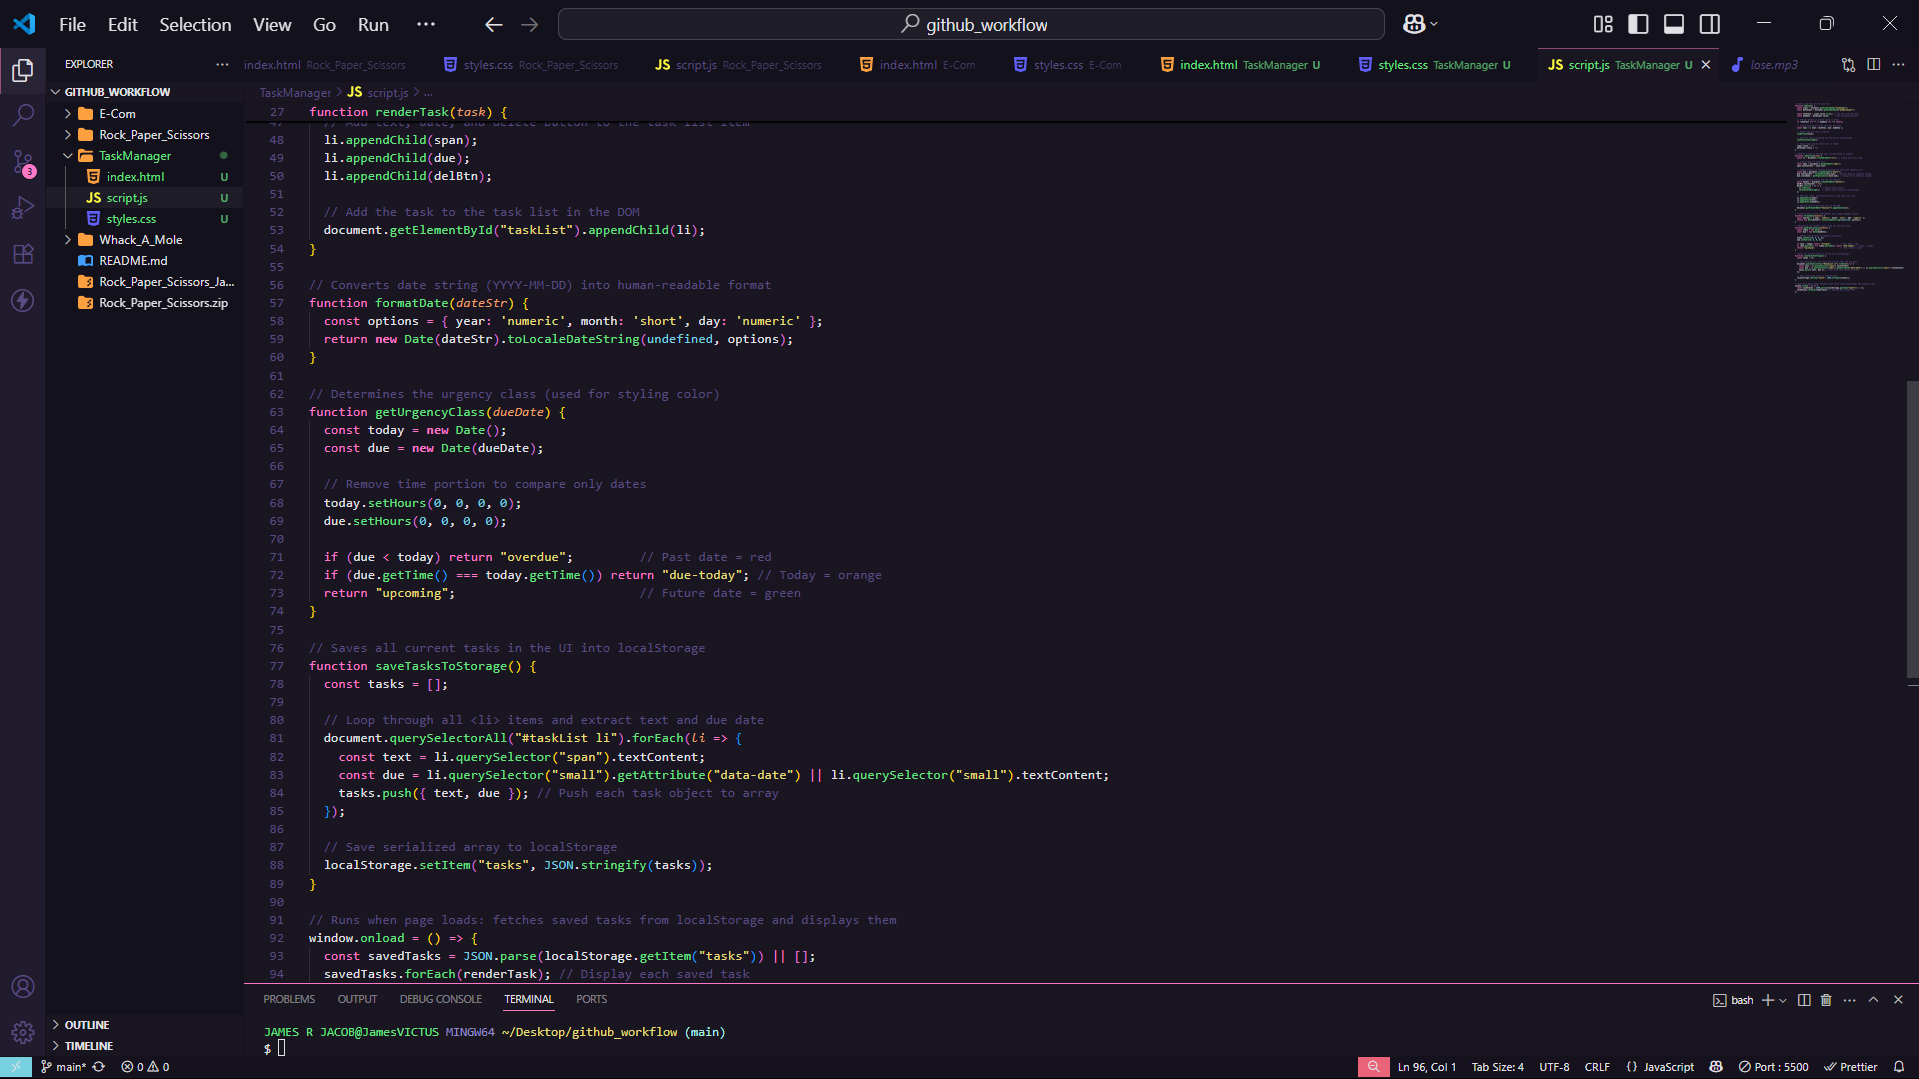 File Edit Selection View Go Run ··· github_workflow
EXPLORER ···
index.html Rock_Paper_Scissors styles.css Rock_Paper_Scissors JS script.js Rock_Paper_Scissors index.html E-Com styles.css E-Com index.html TaskManager U styles.css TaskManager U JS script.js TaskManager U lose.mp3 ···
GITHUB_WORKFLOW
E-Com
Rock_Paper_Scissors
TaskManager
index.html U
JS script.js U
styles.css U
Whack_A_Mole
README.md
Rock_Paper_Scissors_Ja...
Rock_Paper_Scissors.zip
OUTLINE
TIMELINE
3
TaskManager > JS script.js > ...
27 function renderTask(task) {
47 // Add text, date, and delete button to the task list item
48 li.appendChild(span);
49 li.appendChild(due);
50 li.appendChild(delBtn);
51
52 // Add the task to the task list in the DOM
53 document.getElementById("taskList").appendChild(li);
54 }
55
56 // Converts date string (YYYY-MM-DD) into human-readable format
57 function formatDate(dateStr) {
58 const options = { year: 'numeric', month: 'short', day: 'numeric' };
59 return new Date(dateStr).toLocaleDateString(undefined, options);
60 }
61
62 // Determines the urgency class (used for styling color)
63 function getUrgencyClass(dueDate) {
64 const today = new Date();
65 const due = new Date(dueDate);
66
67 // Remove time portion to compare only dates
68 today.setHours(0, 0, 0, 0);
69 due.setHours(0, 0, 0, 0);
70
71 if (due < today) return "overdue"; // Past date = red
72 if (due.getTime() === today.getTime()) return "due-today"; // Today = orange
73 return "upcoming"; // Future date = green
74 }
75
76 // Saves all current tasks in the UI into localStorage
77 function saveTasksToStorage() {
78 const tasks = [];
79
80 // Loop through all <li> items and extract text and due date
81 document.querySelectorAll("#taskList li").forEach(li => {
82 const text = li.querySelector("span").textContent;
83 const due = li.querySelector("small").getAttribute("data-date") || li.querySelector("small").textContent;
84 tasks.push({ text, due }); // Push each task object to array
85 });
86
87 // Save serialized array to localStorage
88 localStorage.setItem("tasks", JSON.stringify(tasks));
89 }
90
91 // Runs when page loads: fetches saved tasks from localStorage and displays them
92 window.onload = () => {
93 const savedTasks = JSON.parse(localStorage.getItem("tasks")) || [];
94 savedTasks.forEach(renderTask); // Display each saved task
PROBLEMS OUTPUT DEBUG CONSOLE TERMINAL PORTS bash ···
JAMES R JACOB@JamesVICTUS MINGW64 ~/Desktop/github_workflow (main)
$
main* 0 0 Ln 96, Col 1 Tab Size: 4 UTF-8 CRLF {} JavaScript Port : 5500 Prettier